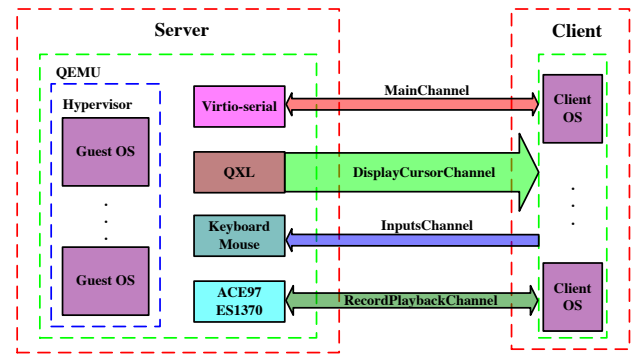 Server
Client
QEMU
Hypervisor
Guest OS
Guest OS
Virtio-serial
QXL
Keyboard
Mouse
ACE97
ES1370
MainChannel
DisplayCursorChannel
InputsChannel
RecordPlaybackChannel
Client
OS
Client
OS